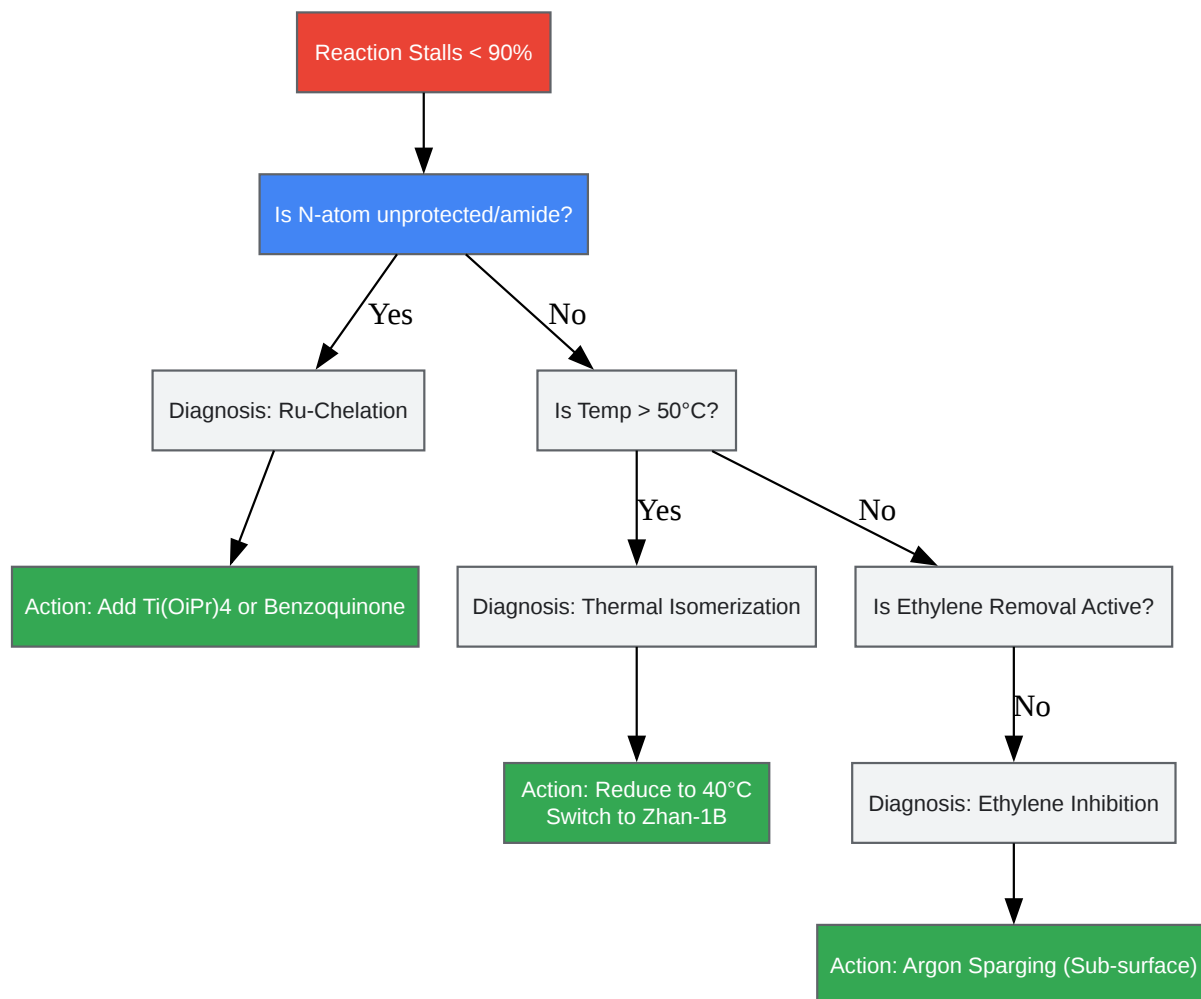 Reaction Stalls < 90%
Is N-atom unprotected/amide?
Yes
No
Diagnosis: Ru-Chelation
Is Temp > 50°C?
Yes
No
Action: Add Ti(OiPr)4 or Benzoquinone
Diagnosis: Thermal Isomerization
Is Ethylene Removal Active?
No
Action: Reduce to 40°C
Switch to Zhan-1B
Diagnosis: Ethylene Inhibition
Action: Argon Sparging (Sub-surface)